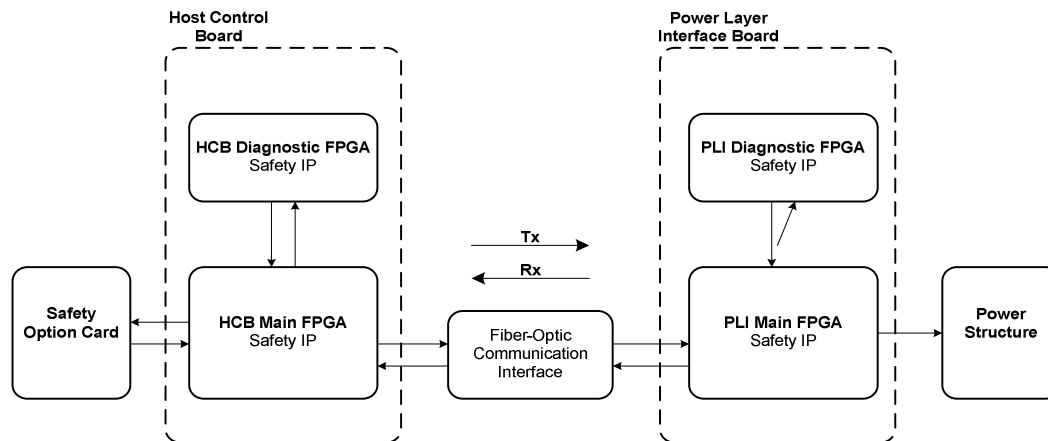 Host Control
Board
Power Layer
Interface Board
HCB Diagnostic FPGA
Safety IP
PLI Diagnostic FPGA
Safety IP
Tx
Rx
Safety
Option Card
HCB Main FPGA
Safety IP
Fiber-Optic
Communication
Interface
PLI Main FPGA
Safety IP
Power
Structure